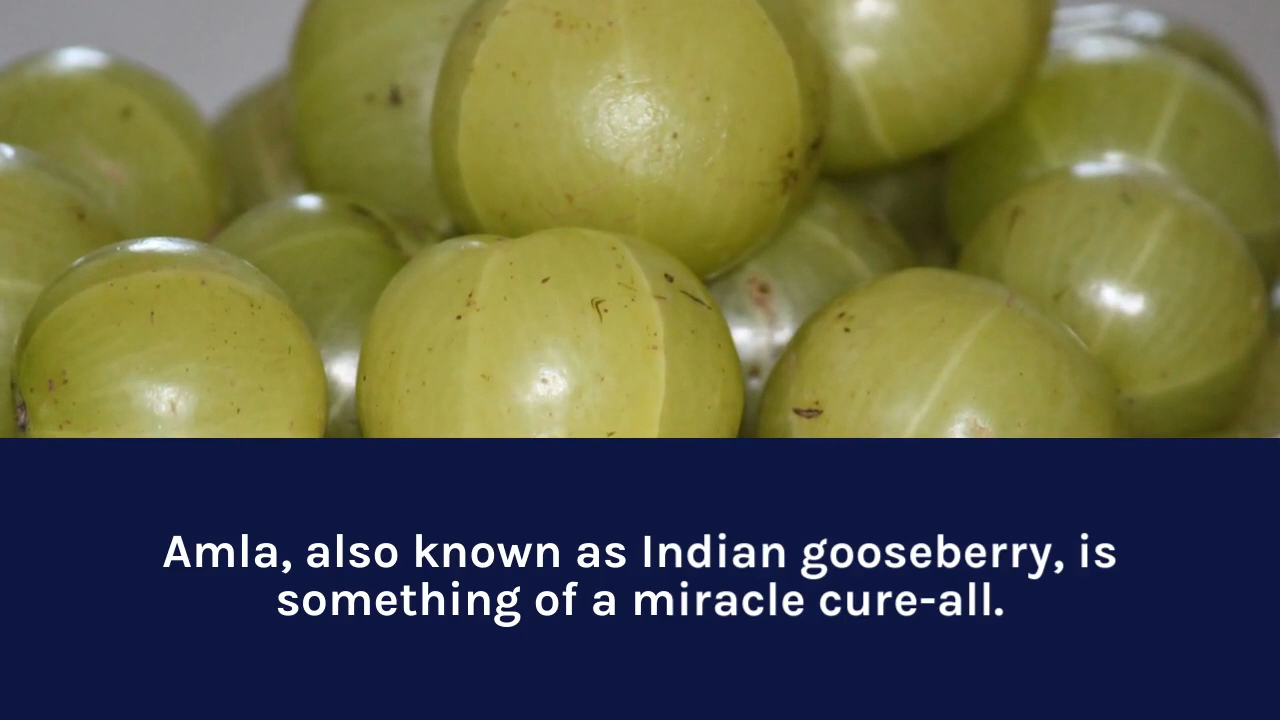 Amla, also known as Indian gooseberry, is
something of a miracle cure-all.